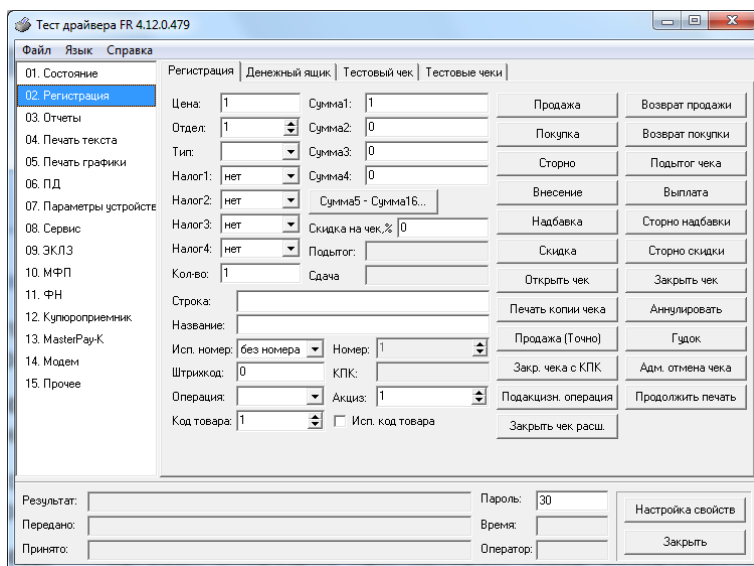 Тест драйвера FR 4.12.0.479
Файл Язык Справка
01. Состояние
02. Регистрация
03. Отчеты
04. Печать текста
05. Печать графики
06. ПД
07. Параметры устройств
08. Сервис
09. ЭКЛЗ
10. МФП
11. ФН
12. Купюроприемник
13. MasterPay-K
14. Модем
15. Прочее
Регистрация Денежный ящик Тестовый чек Тестовые чеки
Цена: 1 Сумма1: 1
Отдел: 1 Сумма2: 0
Тип: Сумма3: 0
Налог1: нет Сумма4: 0
Налог2: нет Сумма5 - Сумма16...
Налог3: нет Скидка на чек,% 0
Налог4: нет Подытог:
Кол-во: 1 Сдача
Строка:
Название:
Исп. номер: без номера Номер: 1
Штрихкод: 0 КПК:
Операция: Акциз: 1
Код товара: 1 Исп. код товара
Продажа Возврат продажи
Покупка Возврат покупки
Сторно Подытог чека
Внесение Выплата
Надбавка Сторно надбавки
Скидка Сторно скидки
Открыть чек Закрыть чек
Печать копии чека Аннулировать
Продажа (Точно) Гудок
Закр. чека с КПК Адм. отмена чека
Подакцизн. операция Продолжить печать
Закрыть чек расш.
Результат: Пароль: 30 Настройка свойств
Передано: Время:
Принято: Оператор: Закрыть